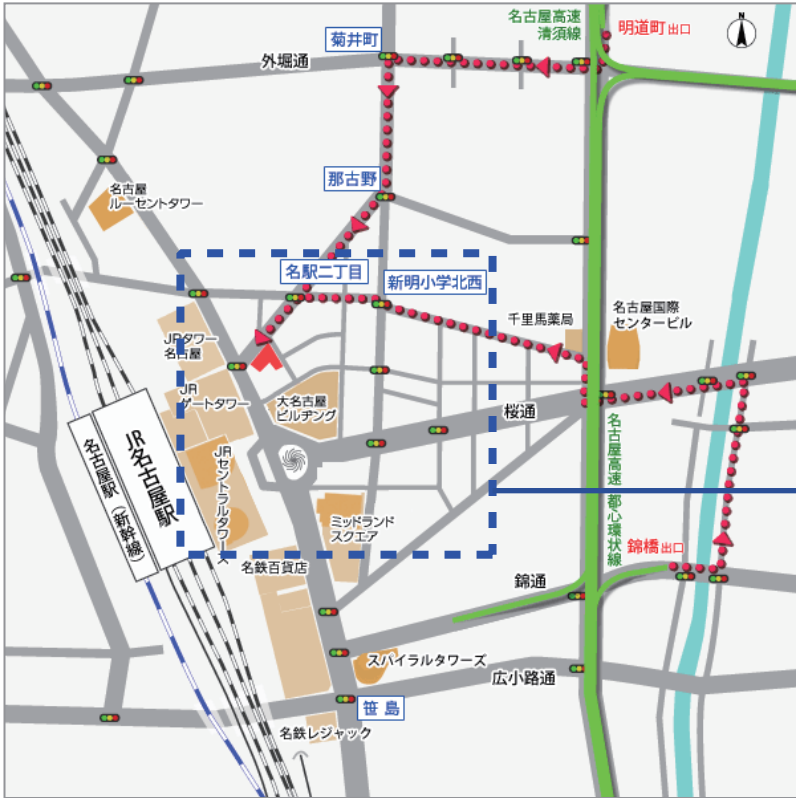 名古屋高速
清須線
明道町出口
N
菊井町
外堀通
那古野
名古屋
ルーセントタワー
名駅二丁目
新明小学北西
千里馬薬局
名古屋国際
センタービル
JRタワー
名古屋
JR
ゲートタワー
大名古屋
ビルヂング
桜通
JR名古屋駅
名古屋駅(新幹線)
JRセントラルタワーズ
ミッドランド
スクエア
名古屋高速 都心環状線
錦橋出口
名鉄百貨店
錦通
スパイラルタワーズ
広小路通
笹島
名鉄レジャック